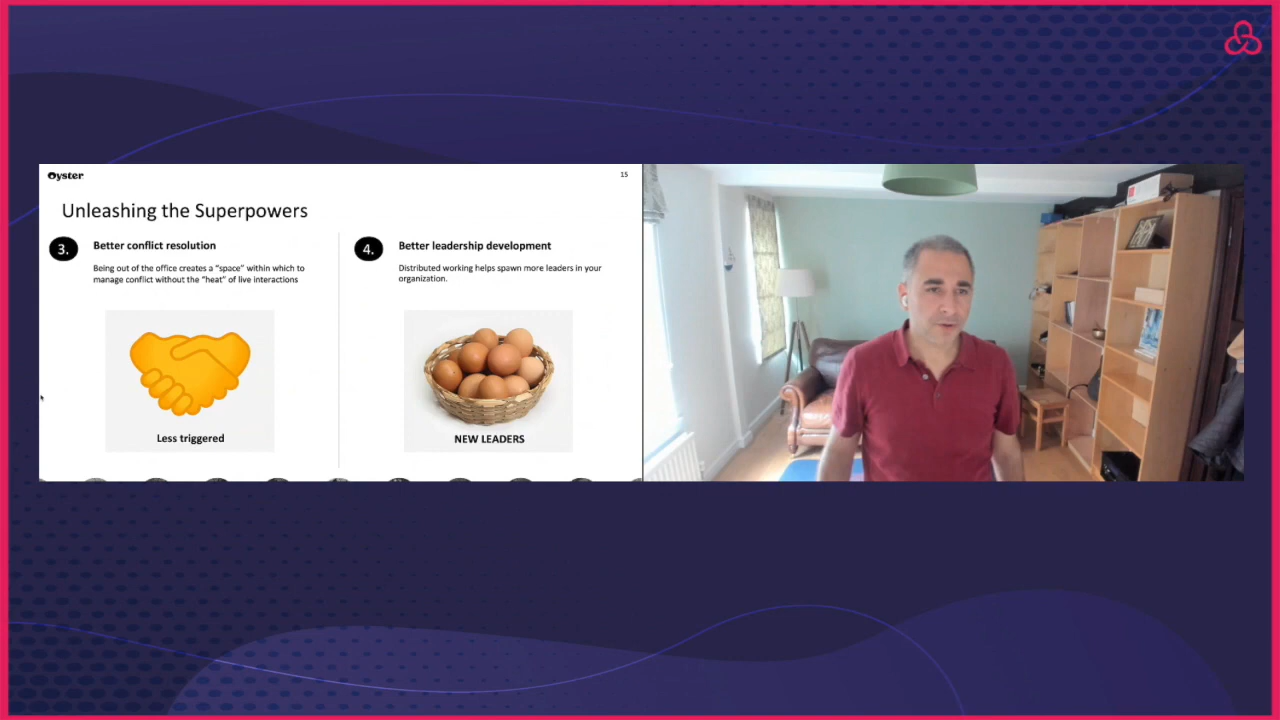 Oyster
15
Unleashing the Superpowers
3.
Better conflict resolution
Being out of the office creates a “space” within which to
manage conflict without the “heat” of live interactions
Less triggered
4.
Better leadership development
Distributed working helps spawn more leaders in your
organization.
NEW LEADERS